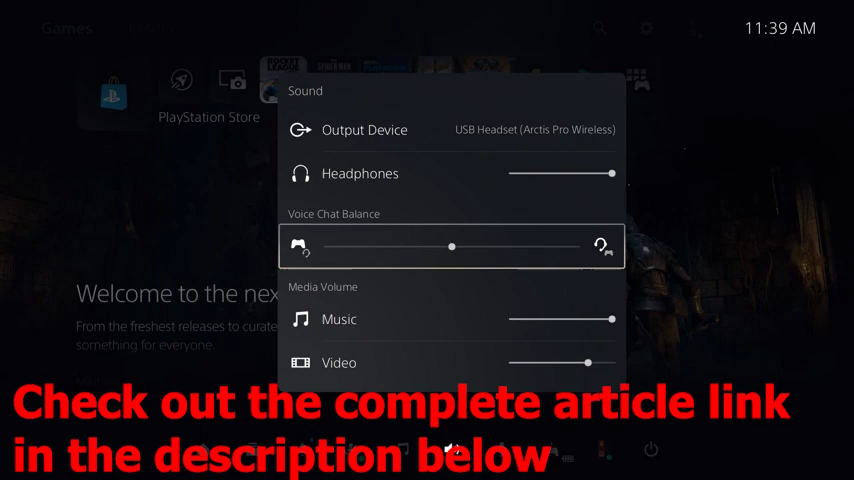 Games
11:39 AM
Sound
PlayStation Store
Output Device
USB Headset (Arctis Pro Wireless)
Headphones
Voice Chat Balance
Welcome to the nex
Media Volume
From the freshest releases to curate
Music
something for everyone.
Video
Check out the complete article link
in the description below